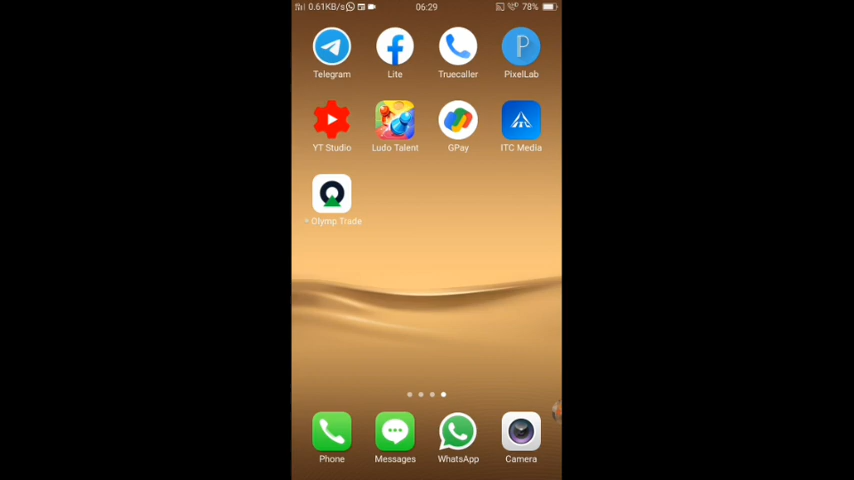 0.61KB/s 06:29 78%
Telegram Lite Truecaller PixelLab
YT Studio Ludo Talent GPay ITC Media
* Olymp Trade
Phone Messages WhatsApp Camera